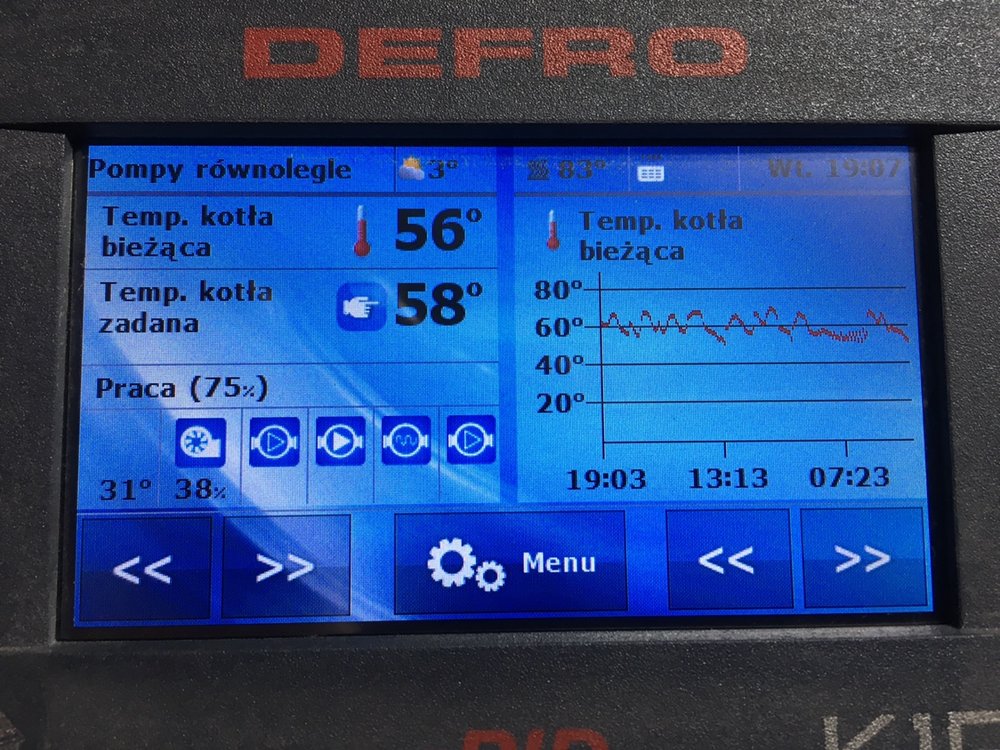 DEFRO
Pompy równolegle
3°
83°
Wt. 19:07
Temp. kotła
bieżąca
56°
Temp. kotła
zadana
58°
Praca (75%)
31°
38%
Temp. kotła
bieżąca
80°
60°
40°
20°
19:03
13:13
07:23
<<
>>
Menu
<<
>>